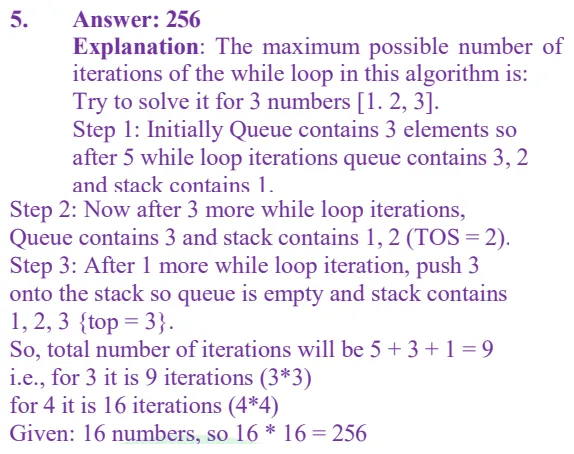 5. Answer: 256
Explanation: The maximum possible number of
iterations of the while loop in this algorithm is:
Try to solve it for 3 numbers [1. 2, 3].
Step 1: Initially Queue contains 3 elements so
after 5 while loop iterations queue contains 3, 2
and stack contains 1.
Step 2: Now after 3 more while loop iterations,
Queue contains 3 and stack contains 1, 2 (TOS = 2).
Step 3: After 1 more while loop iteration, push 3
onto the stack so queue is empty and stack contains
1, 2, 3 {top = 3}.
So, total number of iterations will be 5 + 3 + 1 = 9
i.e., for 3 it is 9 iterations (3*3)
for 4 it is 16 iterations (4*4)
Given: 16 numbers, so 16 * 16 = 256